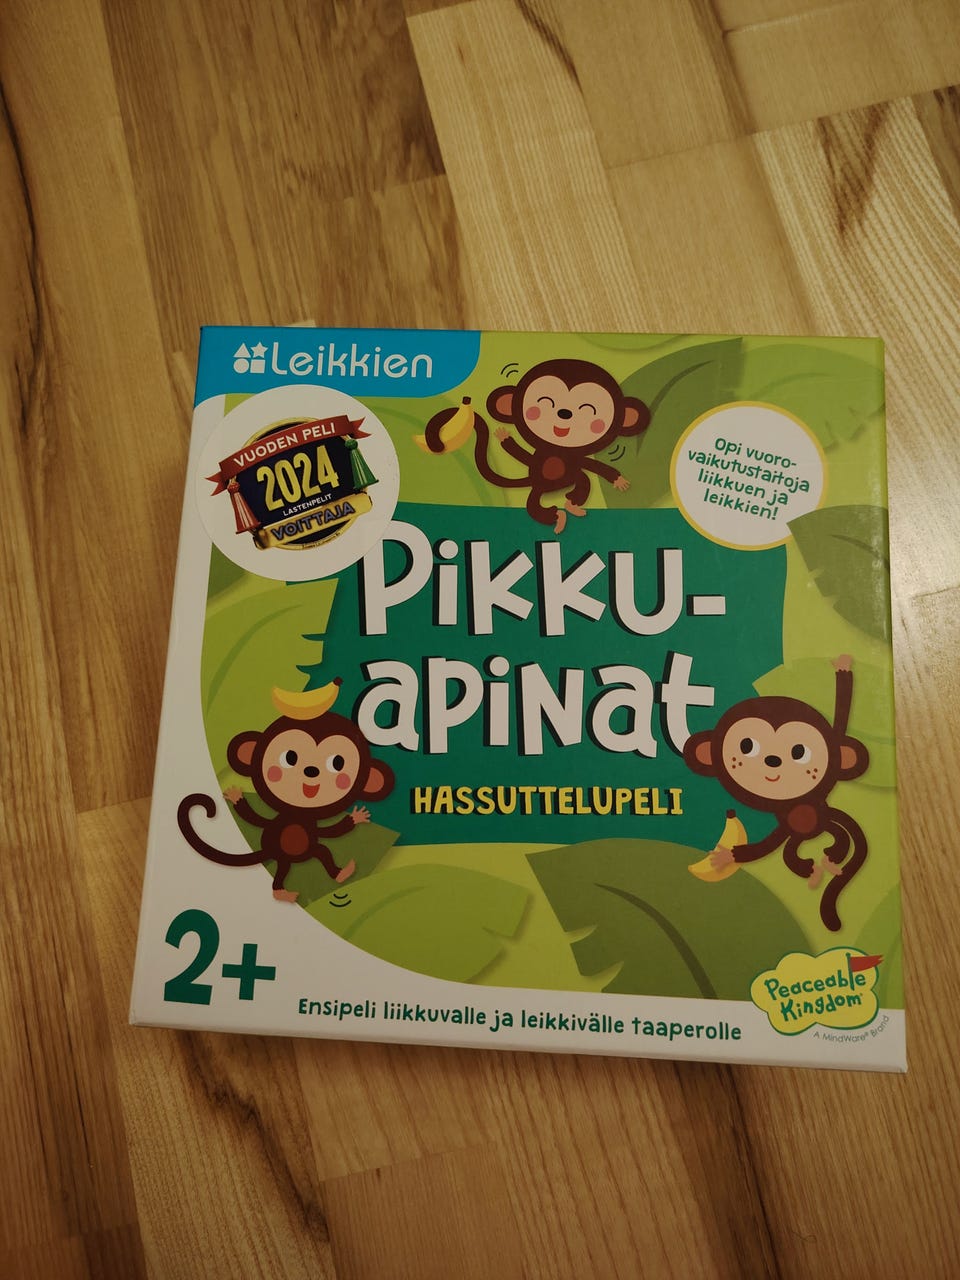 Leikkien
VUODEN PELI
2024
LASTENPELIT
VOITTAJA
Opi vuoro-
vaikutustaitoja
liikkuen ja
leikkien!
Pikku-
apinat
HASSUTTELUPELI
2+
Ensipeli liikkuvalle ja leikkivälle taaperolle
Peaceable
Kingdom®
A MindWare® Brand